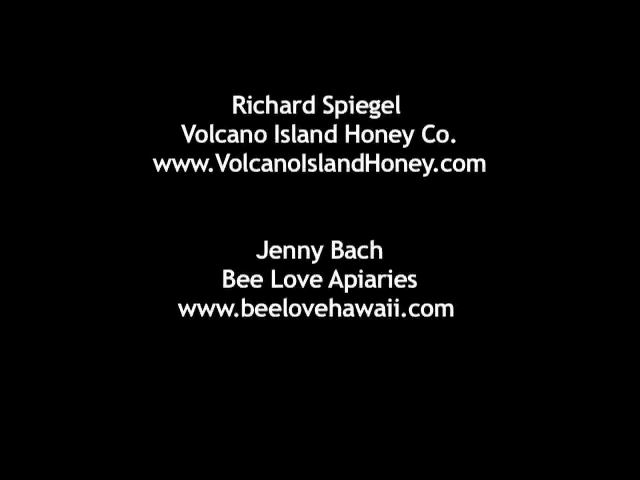 Richard Spiegel
Volcano Island Honey Co.
www.VolcanoIslandHoney.com
Jenny Bach
Bee Love Apiaries
www.beelovehawaii.com